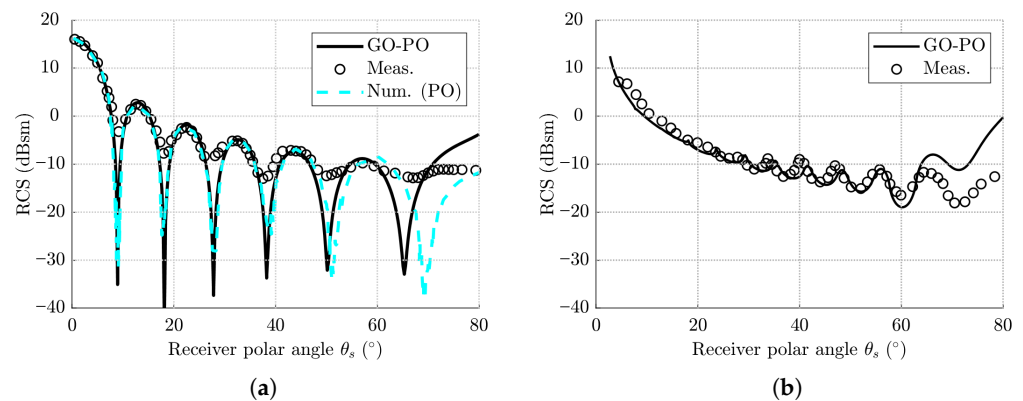 20
10
0
−10
−20
−30
−40
RCS (dBsm)
GO-PO
Meas.
Num. (PO)
0 20 40 60 80
Receiver polar angle θₛ (°)
(a)
20
10
0
−10
−20
−30
−40
RCS (dBsm)
GO-PO
Meas.
0 20 40 60 80
Receiver polar angle θₛ (°)
(b)